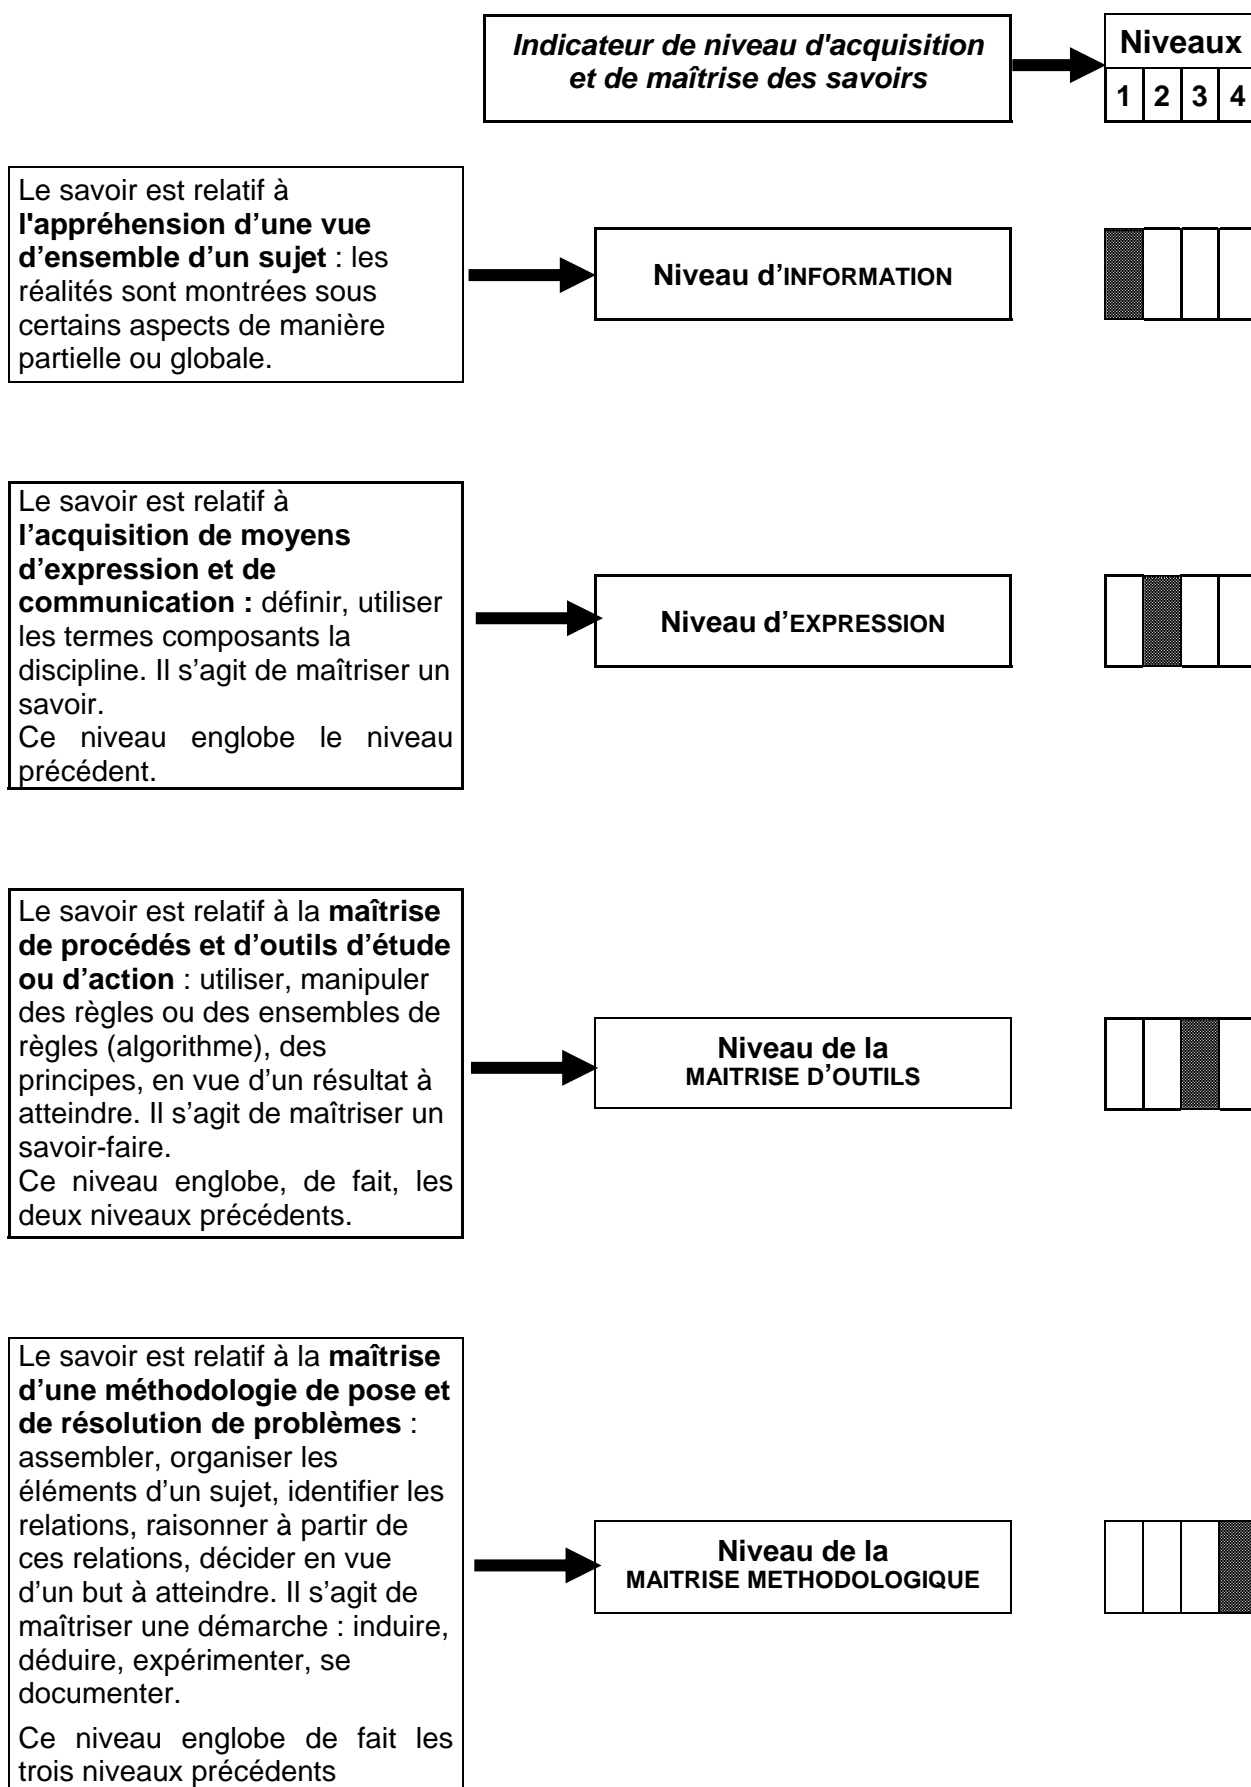 Indicateur de niveau d'acquisition
et de maîtrise des savoirs
Niveaux
1 2 3 4
Le savoir est relatif à
l'appréhension d’une vue
d’ensemble d’un sujet : les
réalités sont montrées sous
certains aspects de manière
partielle ou globale.
Niveau d’INFORMATION
Le savoir est relatif à
l’acquisition de moyens
d’expression et de
communication : définir, utiliser
les termes composants la
discipline. Il s’agit de maîtriser un
savoir.
Ce niveau englobe le niveau
précédent.
Niveau d’EXPRESSION
Le savoir est relatif à la maîtrise
de procédés et d’outils d’étude
ou d’action : utiliser, manipuler
des règles ou des ensembles de
règles (algorithme), des
principes, en vue d’un résultat à
atteindre. Il s’agit de maîtriser un
savoir-faire.
Ce niveau englobe, de fait, les
deux niveaux précédents.
Niveau de la
MAITRISE D’OUTILS
Le savoir est relatif à la maîtrise
d’une méthodologie de pose et
de résolution de problèmes :
assembler, organiser les
éléments d’un sujet, identifier les
relations, raisonner à partir de
ces relations, décider en vue
d’un but à atteindre. Il s’agit de
maîtriser une démarche : induire,
déduire, expérimenter, se
documenter.
Ce niveau englobe de fait les
trois niveaux précédents
Niveau de la
MAITRISE METHODOLOGIQUE